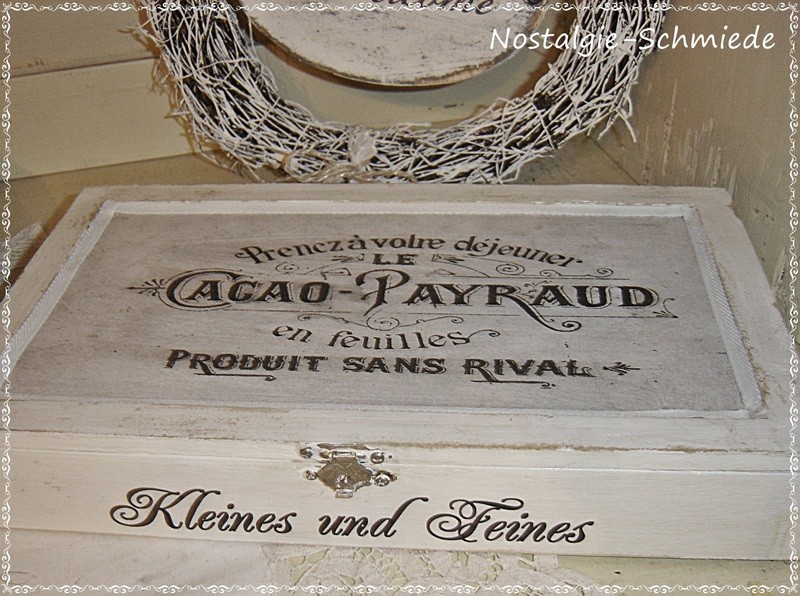 Nostalgie-Schmiede
Prenez à votre déjeuner
LE
CACAO-PAYRAUD
en feuilles
PRODUIT SANS RIVAL
Kleines und Feines